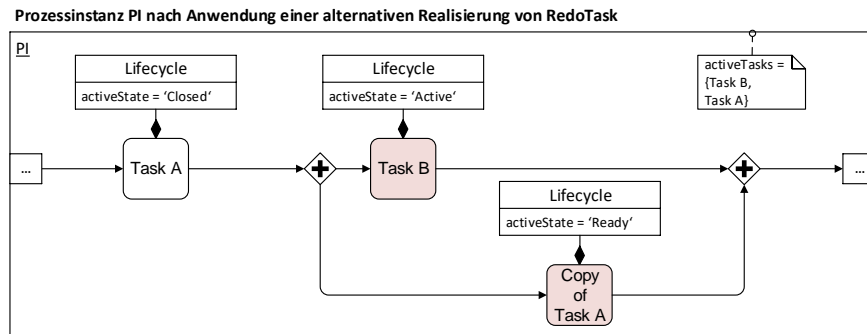 Prozessinstanz PI nach Anwendung einer alternativen Realisierung von RedoTask
PI
Lifecycle
activeState = ‘Closed‘
Lifecycle
activeState = ‘Active‘
activeTasks =
{Task B,
Task A}
...
Task A
Task B
...
Lifecycle
activeState = ‘Ready‘
Copy
of
Task A